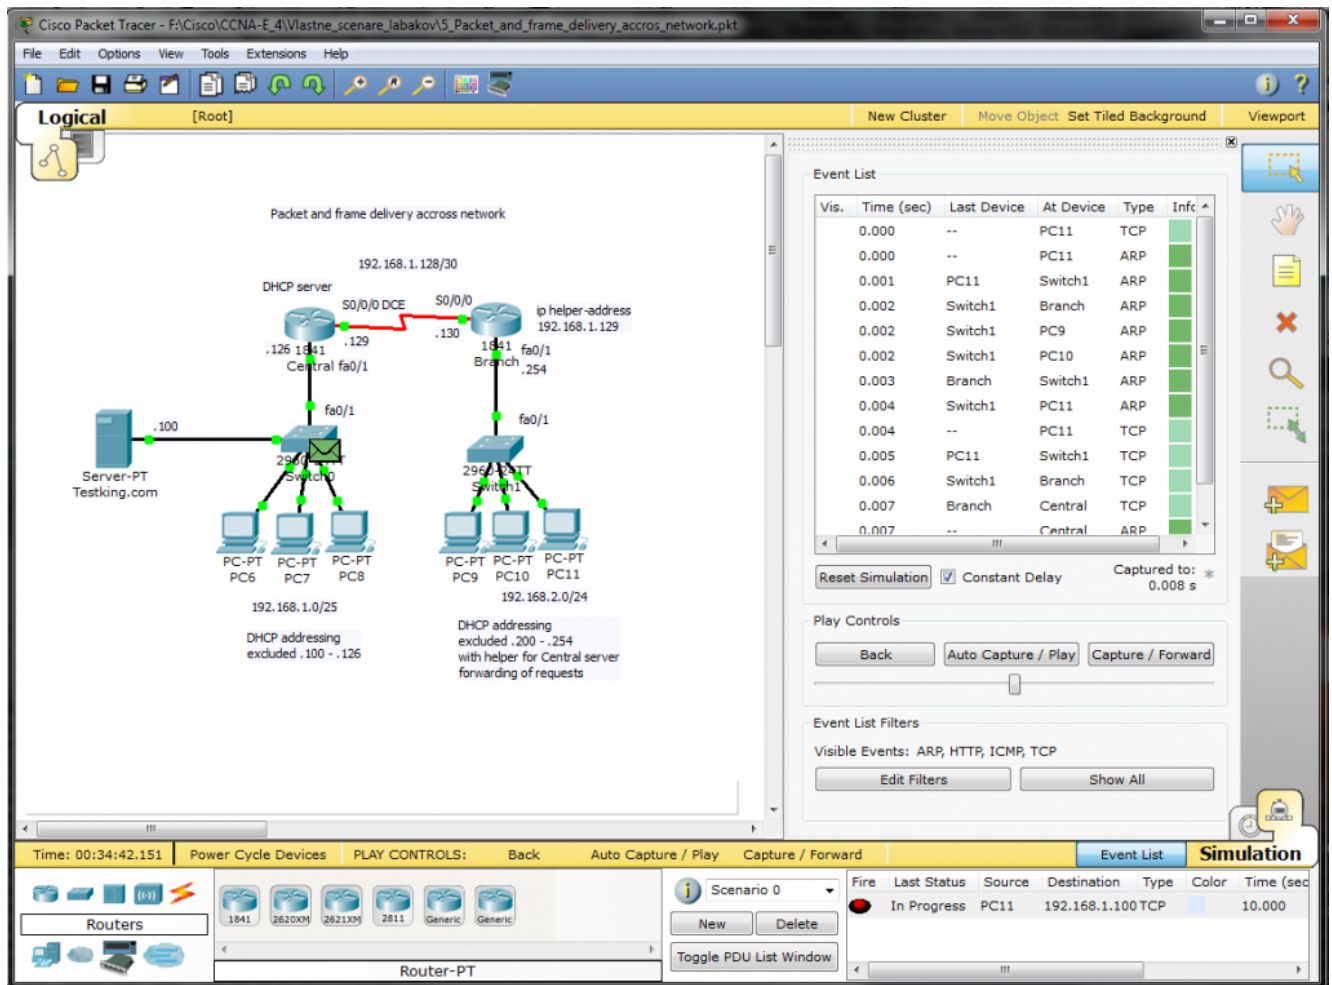 Cisco Packet Tracer - F:\Cisco\CCNA-E_4\Vlastne_scenare_labakov\5_Packet_and_frame_delivery_accros_network.pkt
File Edit Options View Tools Extensions Help
Logical [Root] New Cluster Move Object Set Tiled Background Viewport
Packet and frame delivery accross network
192.168.1.128/30
DHCP server
S0/0/0 DCE S0/0/0
ip helper-address
192.168.1.129
.129 .130
.126 1841
Central fa0/1
1841 fa0/1
Branch .254
fa0/1
fa0/1
.100
Server-PT
Testking.com
Switch0
2960-24TT
Switch1
PC-PT PC-PT PC-PT
PC6 PC7 PC8
PC-PT PC-PT PC-PT
PC9 PC10 PC11
192.168.1.0/25
192.168.2.0/24
DHCP addressing
excluded .100 - .126
DHCP addressing
excluded .200 - .254
with helper for Central server
forwarding of requests
Event List
Vis. Time (sec) Last Device At Device Type Info
0.000 -- PC11 TCP
0.000 -- PC11 ARP
0.001 PC11 Switch1 ARP
0.002 Switch1 Branch ARP
0.002 Switch1 PC9 ARP
0.002 Switch1 PC10 ARP
0.003 Branch Switch1 ARP
0.004 Switch1 PC11 ARP
0.004 -- PC11 TCP
0.005 PC11 Switch1 TCP
0.006 Switch1 Branch TCP
0.007 Branch Central TCP
0.007 -- Central ARP
Reset Simulation Constant Delay Captured to: *
0.008 s
Play Controls
Back Auto Capture / Play Capture / Forward
Event List Filters
Visible Events: ARP, HTTP, ICMP, TCP
Edit Filters Show All
Time: 00:34:42.151 Power Cycle Devices PLAY CONTROLS: Back Auto Capture / Play Capture / Forward Event List Simulation
Routers
1841 2620XM 2621XM 2811 Generic Generic
Router-PT
Scenario 0
New Delete
Toggle PDU List Window
Fire Last Status Source Destination Type Color Time (sec
In Progress PC11 192.168.1.100 TCP 10.000